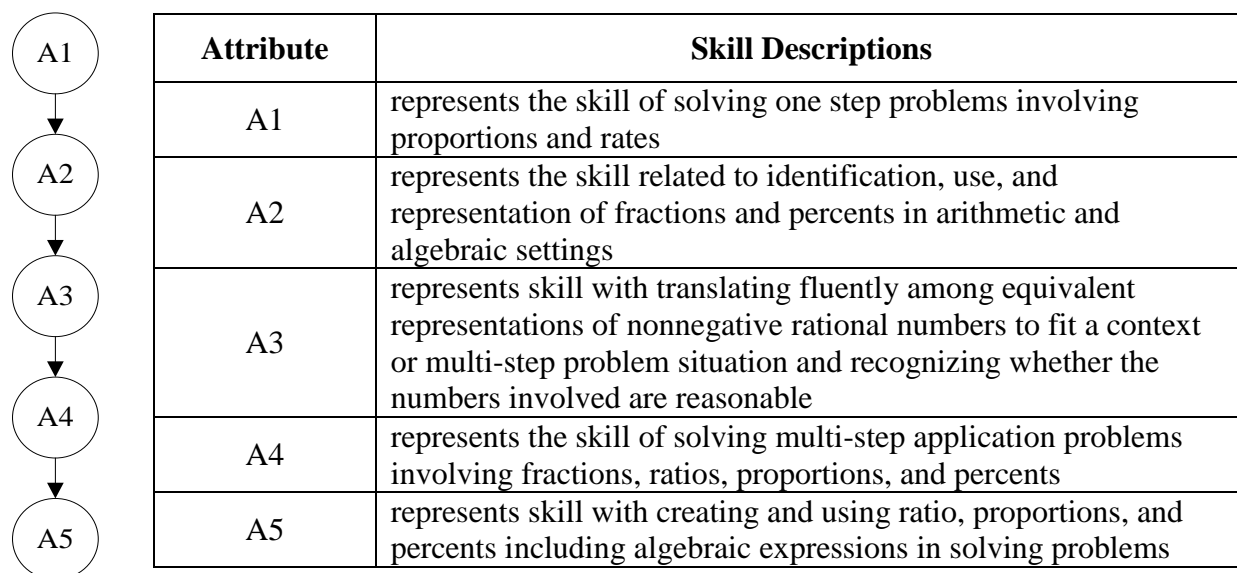 A1
A2
A3
A4
A5
Attribute Skill Descriptions
A1 represents the skill of solving one step problems involving
proportions and rates
A2 represents the skill related to identification, use, and
representation of fractions and percents in arithmetic and
algebraic settings
A3 represents skill with translating fluently among equivalent
representations of nonnegative rational numbers to fit a context
or multi-step problem situation and recognizing whether the
numbers involved are reasonable
A4 represents the skill of solving multi-step application problems
involving fractions, ratios, proportions, and percents
A5 represents skill with creating and using ratio, proportions, and
percents including algebraic expressions in solving problems